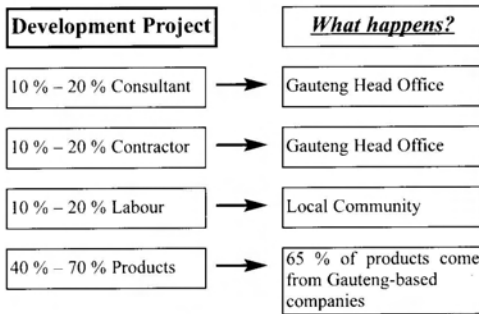 Development Project
What happens?
10 % – 20 % Consultant
Gauteng Head Office
10 % – 20 % Contractor
Gauteng Head Office
10 % – 20 % Labour
Local Community
40 % – 70 % Products
65 % of products come
from Gauteng-based
companies